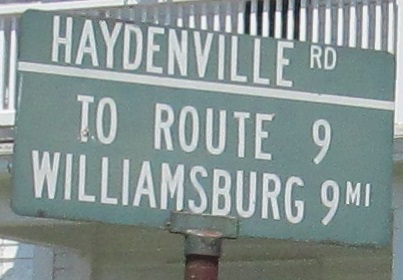 HAYDENVILLE RD
TO ROUTE 9
WILLIAMSBURG 9 MI